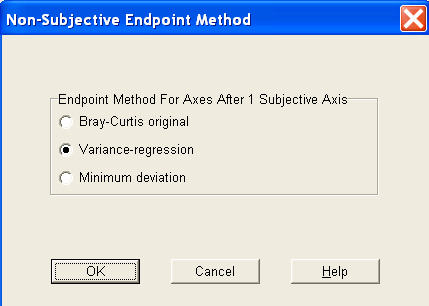 Non-Subjective Endpoint Method
Endpoint Method For Axes After 1 Subjective Axis
Bray-Curtis original
Variance-regression
Minimum deviation
OK Cancel Help